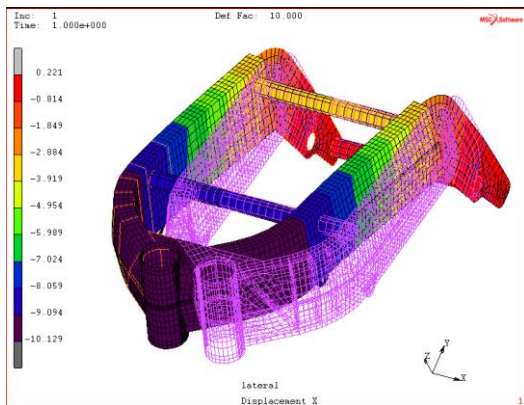 Inc: 1
Time: 1.000e+000
Def Fac: 10.000
MSC Software
0.221
-0.814
-1.849
-2.884
-3.919
-4.954
-5.989
-7.024
-8.059
-9.094
-10.129
Y
Z
X
lateral
Displacement X
1